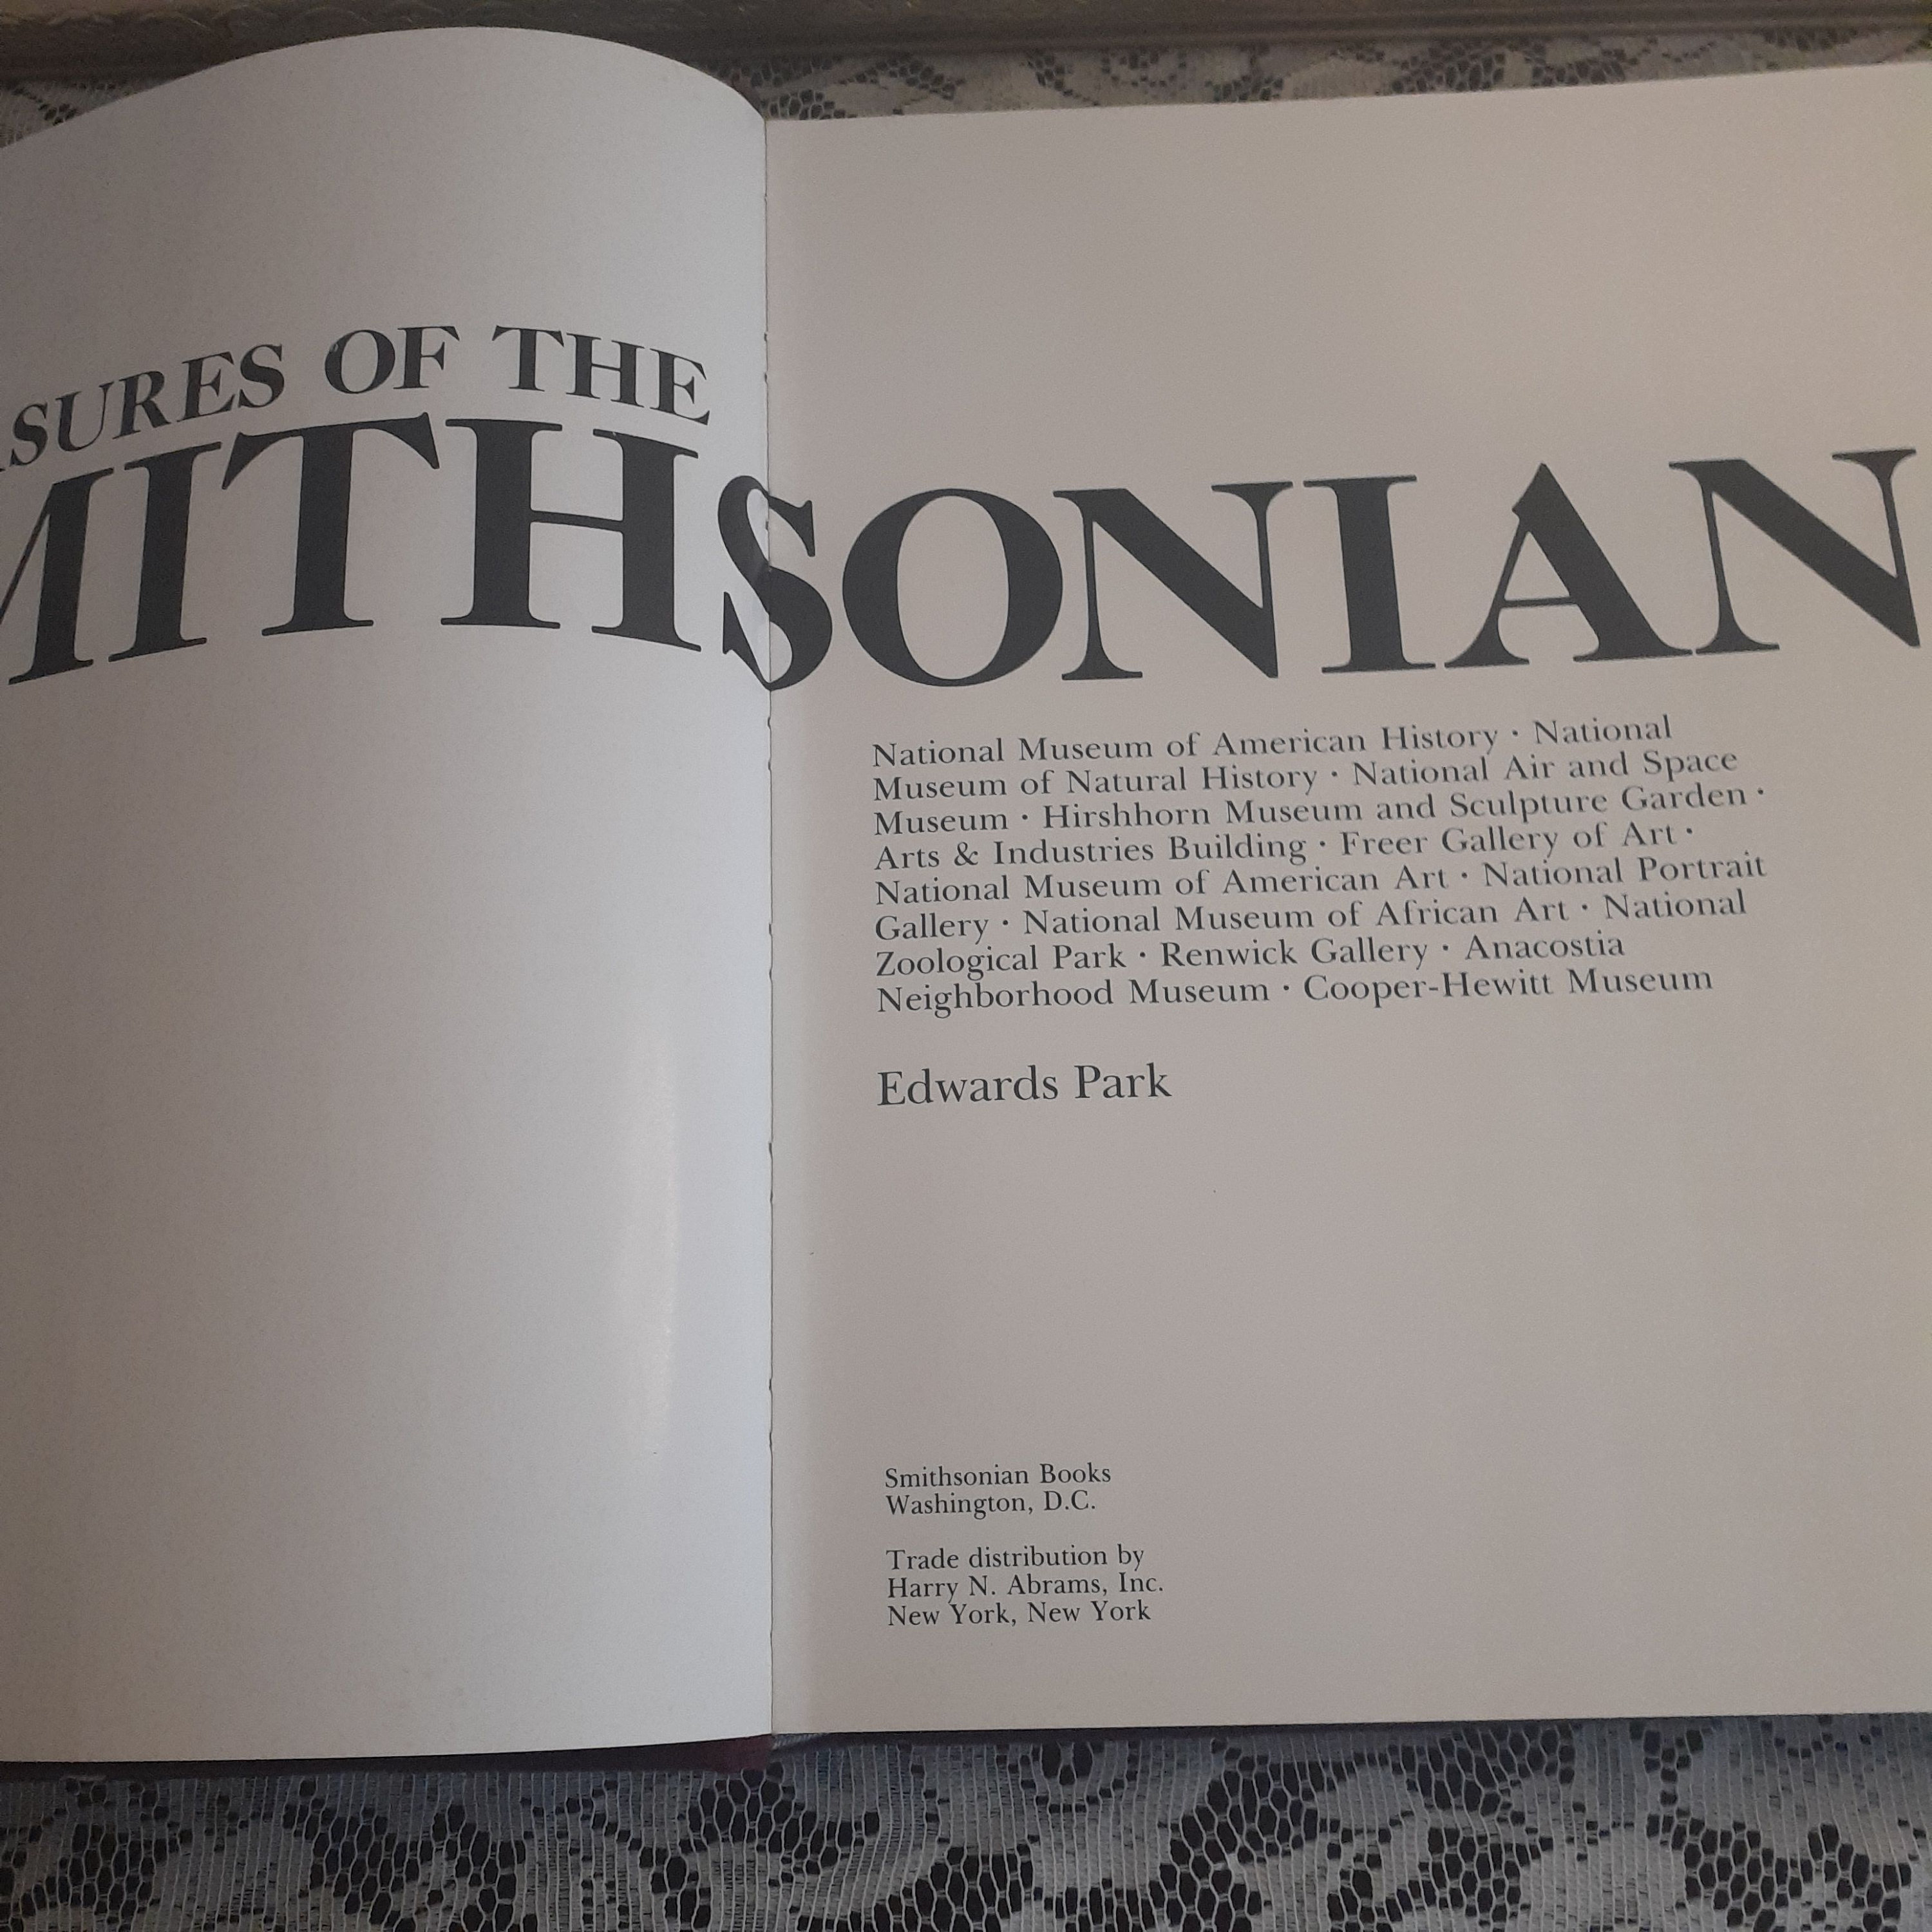 SURES OF THE
MITHSONIAN
National Museum of American History · National
Museum of Natural History · National Air and Space
Museum · Hirshhorn Museum and Sculpture Garden ·
Arts & Industries Building · Freer Gallery of Art ·
National Museum of American Art · National Portrait
Gallery · National Museum of African Art · National
Zoological Park · Renwick Gallery · Anacostia
Neighborhood Museum · Cooper-Hewitt Museum
Edwards Park
Smithsonian Books
Washington, D.C.
Trade distribution by
Harry N. Abrams, Inc.
New York, New York